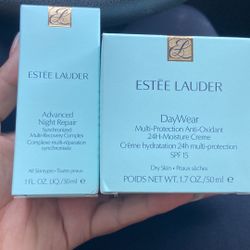 ESTĒE LAUDER
Advanced
Night Repair
Synchronized
Multi-Recovery Complex
Complexe multi-réparation
synchronisée
All Skintypes • Toutes peaux
1 FL. OZ. LIQ./30 ml ℮
ESTĒE LAUDER
DayWear
Multi-Protection Anti-Oxidant
24H-Moisture Creme
Crème hydratation 24h multi-protection
SPF 15
Dry Skin • Peaux sèches
POIDS NET WT. 1.7 OZ./50 ml ℮